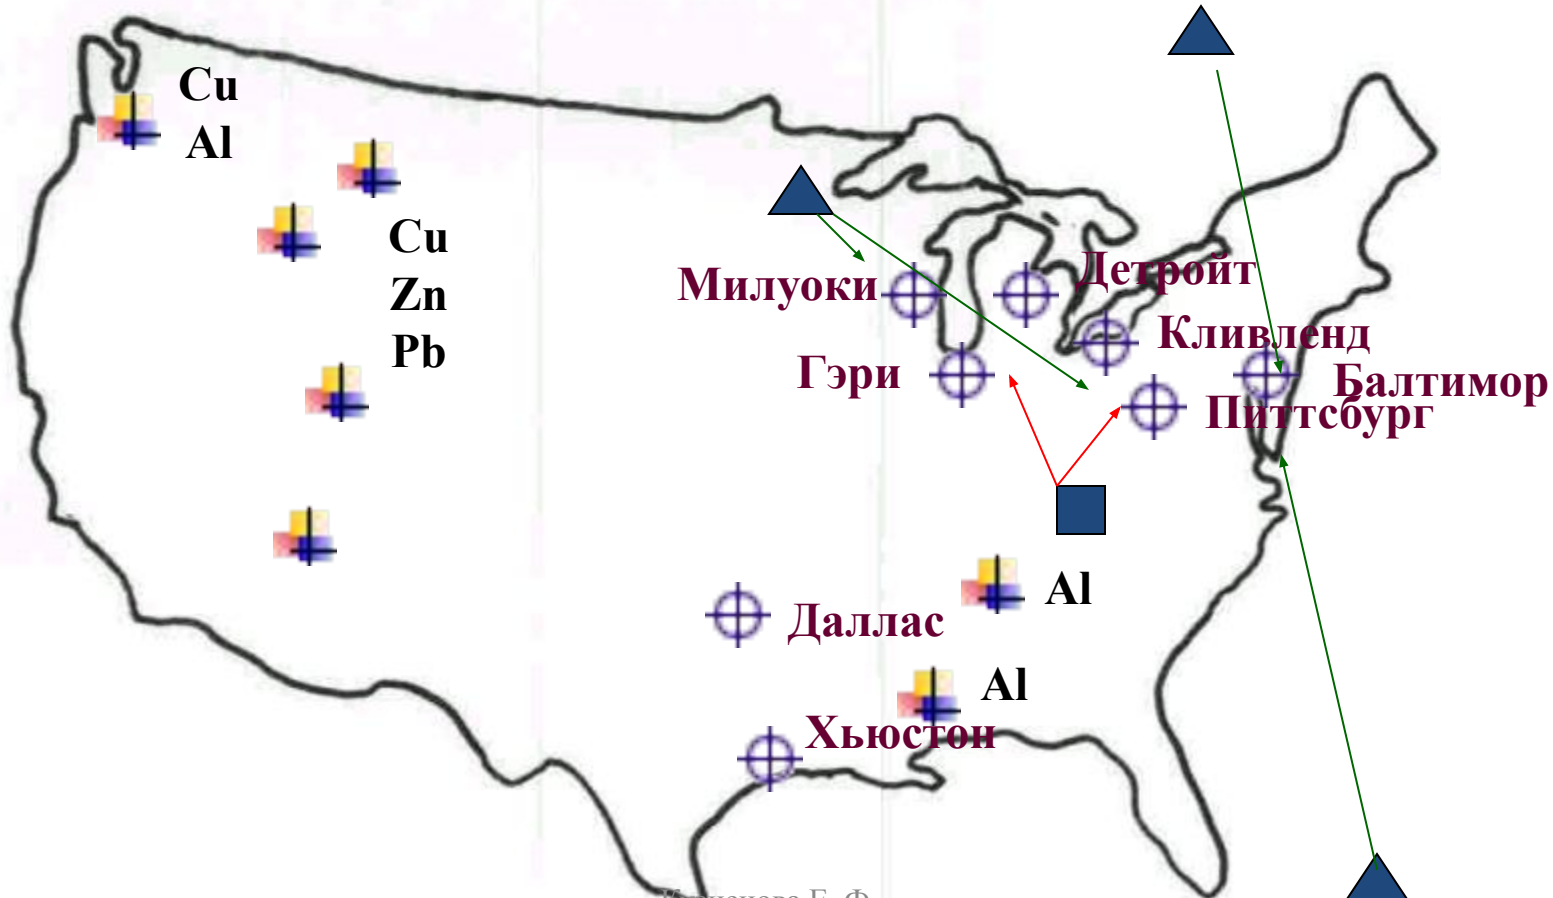 Cu
Al
Cu
Zn
Pb
Милуоки
Детройт
Кливленд
Гэри
Балтимор
Питтсбург
Al
Даллас
Al
Хьюстон
Е. Ф.